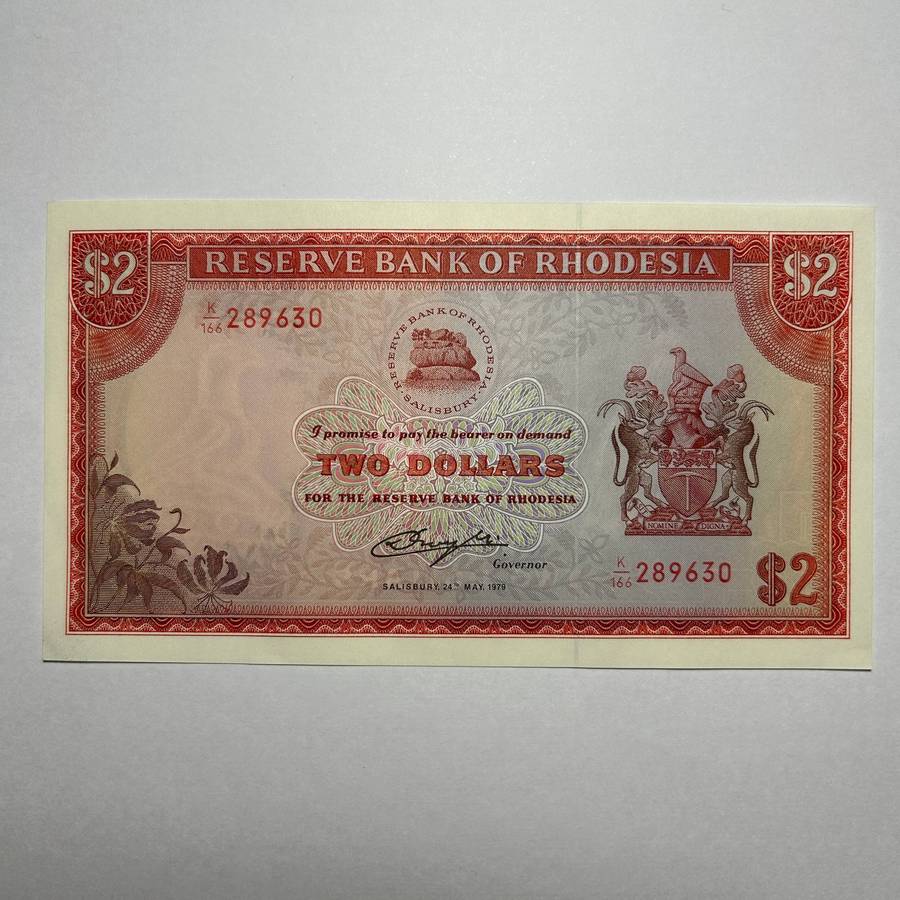 $2
RESERVE BANK OF RHODESIA
$2
K/166 289630
RESERVE BANK OF RHODESIA
· SALISBURY ·
I promise to pay the bearer on demand
TWO DOLLARS
FOR THE RESERVE BANK OF RHODESIA
Governor
SALISBURY, 24TH MAY, 1979
SIT NOMINE DIGNA
K/166 289630
$2